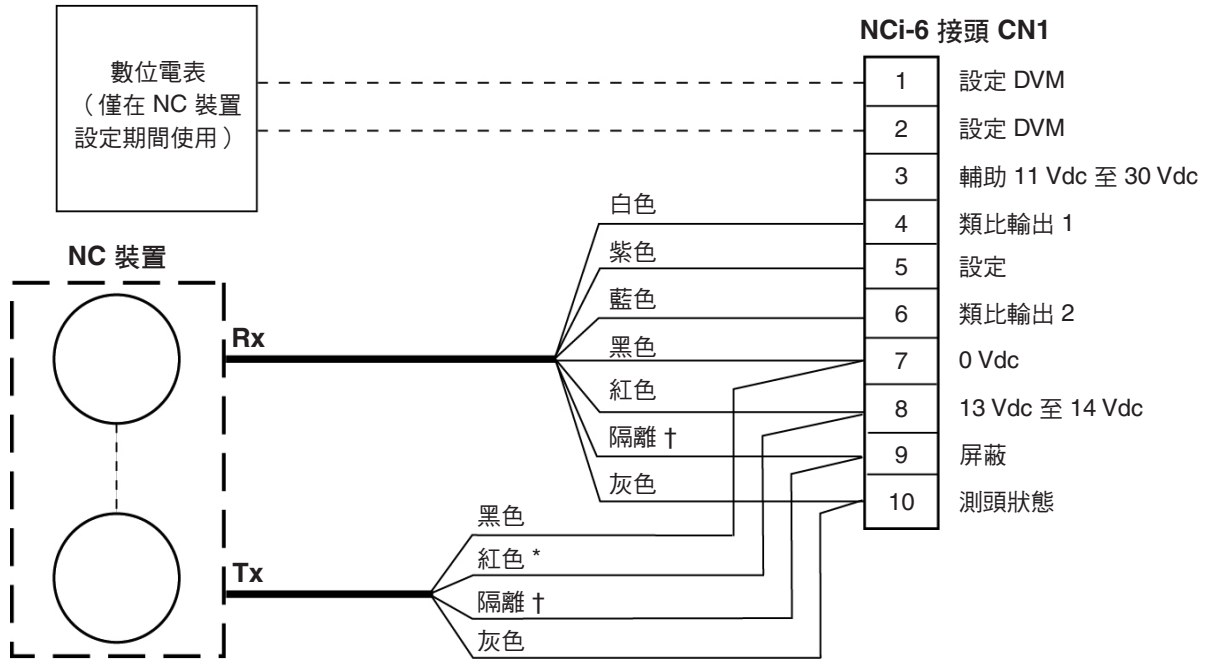 NCi-6 接頭 CN1
數位電表
（僅在 NC 裝置
設定期間使用）
1 設定 DVM
2 設定 DVM
3 輔助 11 Vdc 至 30 Vdc
4 類比輸出 1
5 設定
6 類比輸出 2
7 0 Vdc
8 13 Vdc 至 14 Vdc
9 屏蔽
10 測頭狀態
NC 裝置
Rx
白色
紫色
藍色
黑色
紅色
隔離 †
灰色
Tx
黑色
紅色 *
隔離 †
灰色